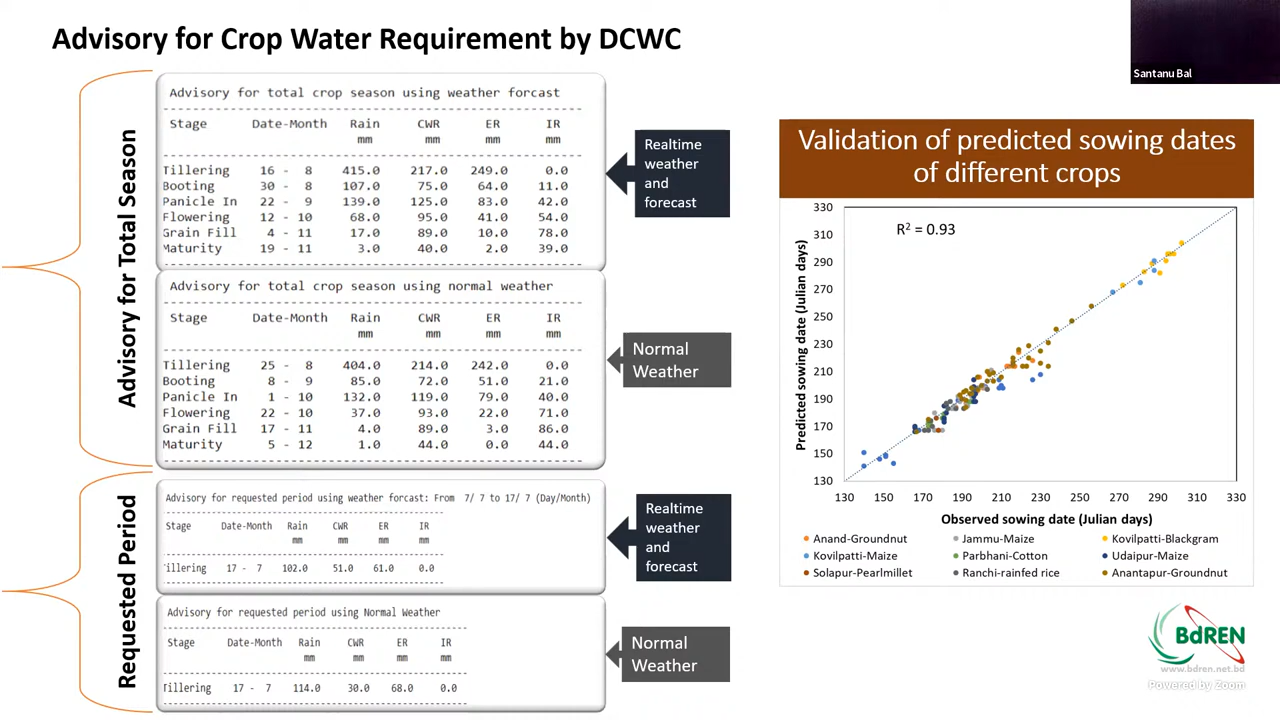 Advisory for Crop Water Requirement by DCWC
Santanu Bal
Advisory for Total Season
Advisory for total crop season using weather forcast
Stage Date-Month Rain CWR ER IR
mm mm mm mm
Tillering 16 - 8 415.0 217.0 249.0 0.0
Booting 30 - 8 107.0 75.0 64.0 11.0
Panicle In 22 - 9 139.0 125.0 83.0 42.0
Flowering 12 - 10 68.0 95.0 41.0 54.0
Grain Fill 4 - 11 17.0 89.0 10.0 78.0
Maturity 19 - 11 3.0 40.0 2.0 39.0
Realtime
weather
and
forecast
Advisory for total crop season using normal weather
Stage Date-Month Rain CWR ER IR
mm mm mm mm
Tillering 25 - 8 404.0 214.0 242.0 0.0
Booting 8 - 9 85.0 72.0 51.0 21.0
Panicle In 1 - 10 132.0 119.0 79.0 40.0
Flowering 22 - 10 37.0 93.0 22.0 71.0
Grain Fill 17 - 11 4.0 89.0 3.0 86.0
Maturity 5 - 12 1.0 44.0 0.0 44.0
Normal
Weather
Requested Period
Advisory for requested period using weather forcast: From 7/ 7 to 17/ 7 (Day/Month)
Stage Date-Month Rain CWR ER IR
mm mm mm mm
Tillering 17 - 7 102.0 51.0 61.0 0.0
Realtime
weather
and
forecast
Advisory for requested period using Normal Weather
Stage Date-Month Rain CWR ER IR
mm mm mm mm
Tillering 17 - 7 114.0 30.0 68.0 0.0
Normal
Weather
Validation of predicted sowing dates
of different crops
R² = 0.93
Predicted sowing date (Julian days)
330
310
290
270
250
230
210
190
170
150
130
130 150 170 190 210 230 250 270 290 310 330
Observed sowing date (Julian days)
Anand-Groundnut Jammu-Maize Kovilpatti-Blackgram
Kovilpatti-Maize Parbhani-Cotton Udaipur-Maize
Solapur-Pearlmillet Ranchi-rainfed rice Anantapur-Groundnut
BdREN
www.bdren.net.bd
Powered by Zoom